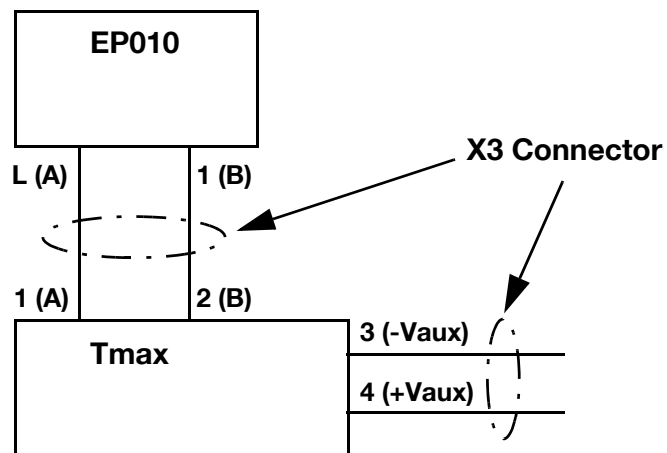 EP010
X3 Connector
L (A)
1 (B)
1 (A)
2 (B)
3 (-Vaux)
Tmax
4 (+Vaux)